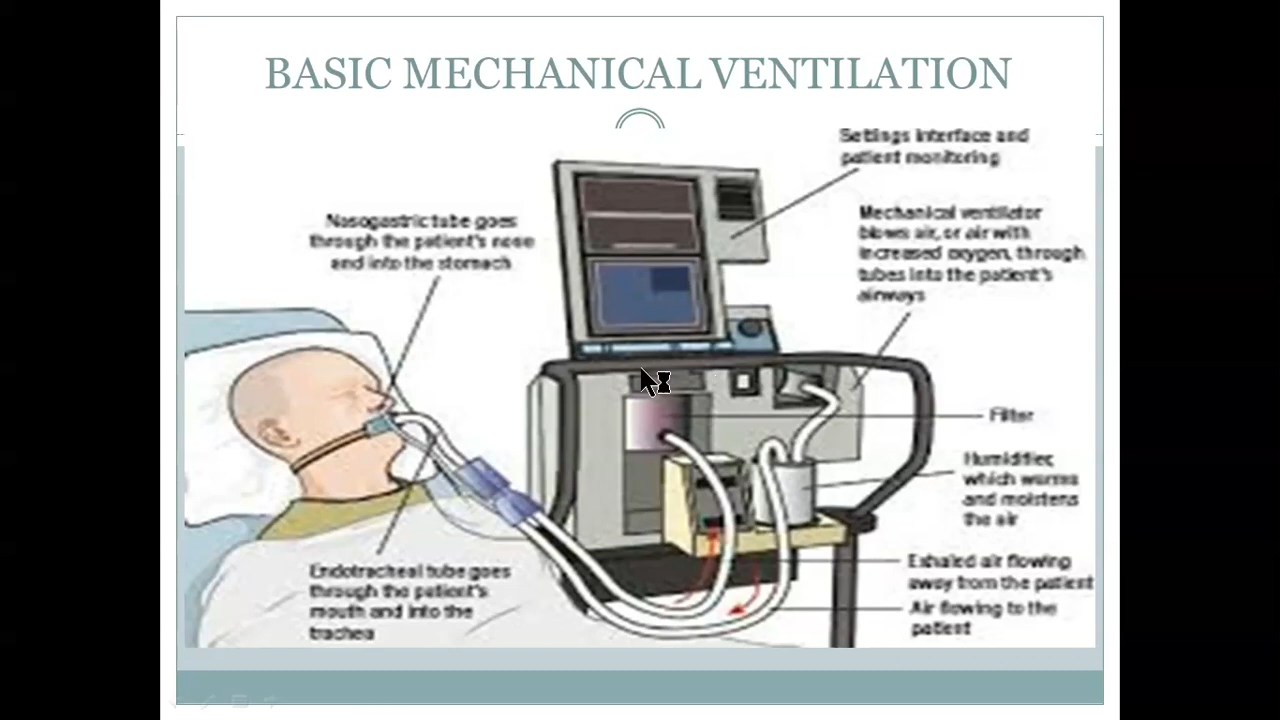 BASIC MECHANICAL VENTILATION
Settings interface and
patient monitoring
Nasogastric tube goes
through the patient's nose
and into the stomach
Mechanical ventilator
blows air, or air with
increased oxygen, through
tubes into the patient's
airways
Filter
Humidifier,
which warms
and moistens
the air
Endotracheal tube goes
through the patient's
mouth and into the
trachea
Exhaled air flowing
away from the patient
Air flowing to the
patient